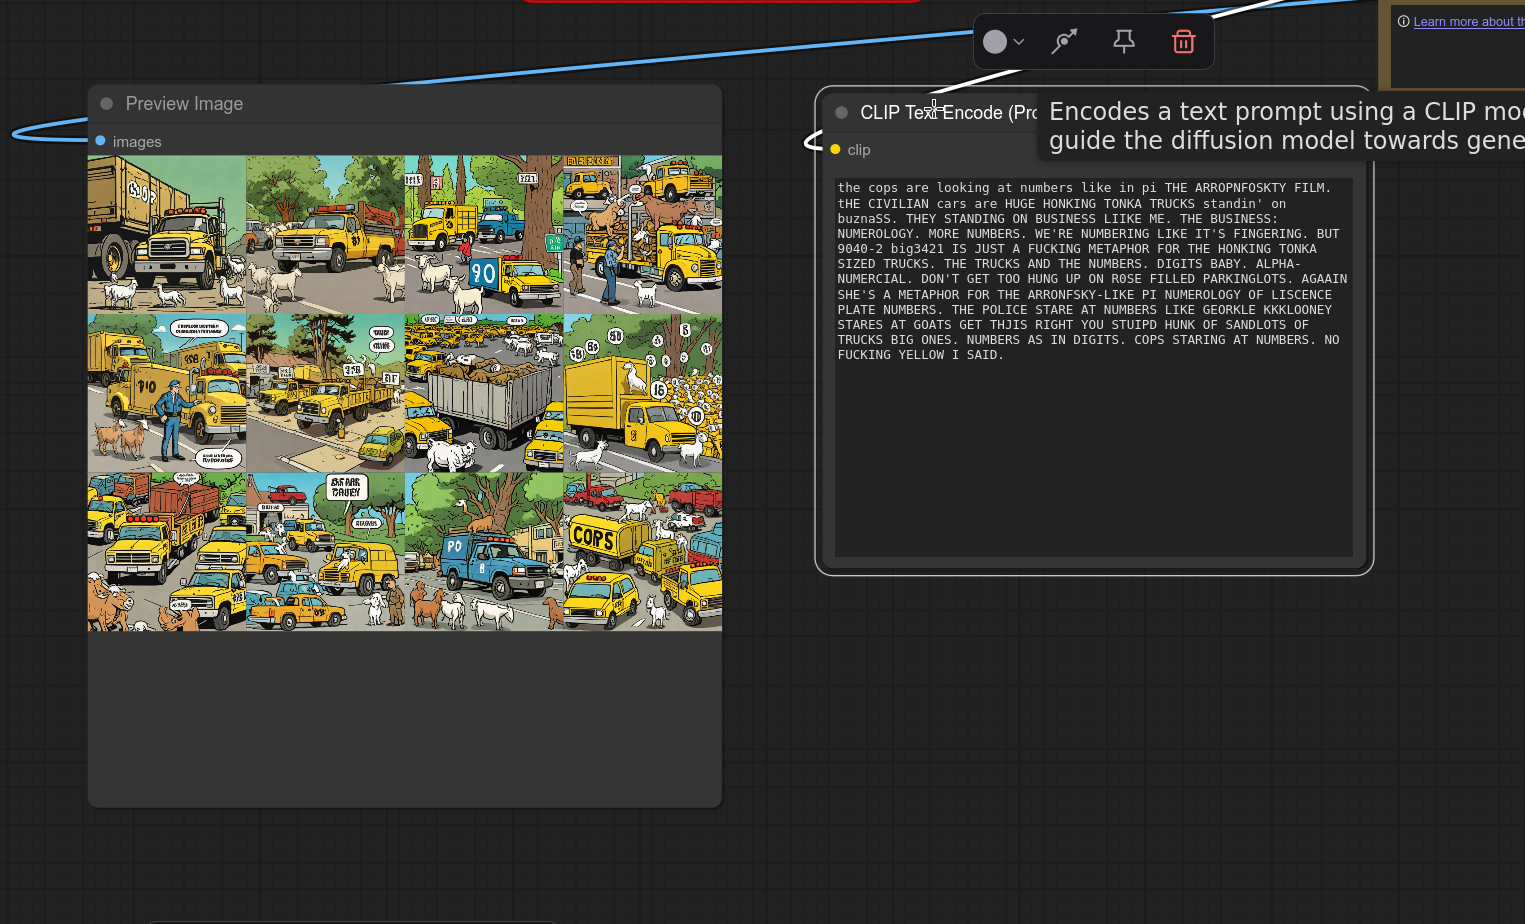 Learn more about th
Preview Image
CLIP Text Encode (Pro
Encodes a text prompt using a CLIP mo
guide the diffusion model towards gene
images
clip
the cops are looking at numbers like in pi THE ARROPNFOSKTY FILM.
tHE CIVILIAN cars are HUGE HONKING TONKA TRUCKS standin' on
buznaSS. THEY STANDING ON BUSINESS LIIKE ME. THE BUSINESS:
NUMEROLOGY. MORE NUMBERS. WE'RE NUMBERING LIKE IT'S FINGERING. BUT
9040-2 big3421 IS JUST A FUCKING METAPHOR FOR THE HONKING TONKA
SIZED TRUCKS. THE TRUCKS AND THE NUMBERS. DIGITS BABY. ALPHA-
NUMERCIAL. DON'T GET TOO HUNG UP ON R0SE FILLED PARKINGLOTS. AGAAIN
SHE'S A METAPHOR FOR THE ARRONFSKY-LIKE PI NUMEROLOGY OF LISCENCE
PLATE NUMBERS. THE POLICE STARE AT NUMBERS LIKE GEORKLE KKKLOONEY
STARES AT GOATS GET THJIS RIGHT YOU STUIPD HUNK OF SANDLOTS OF
TRUCKS BIG ONES. NUMBERS AS IN DIGITS. COPS STARING AT NUMBERS. NO
FUCKING YELLOW I SAID.
90
PO
COPS